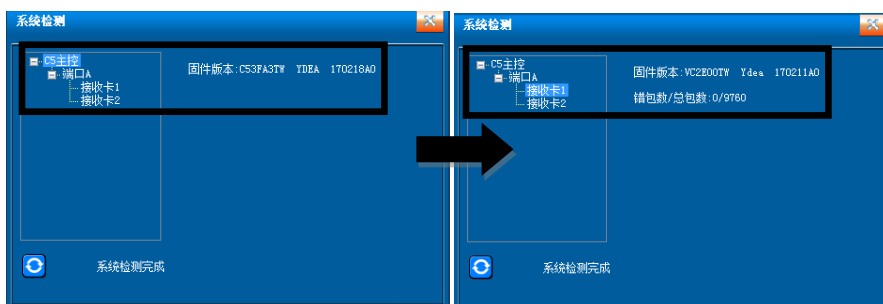 系统检测
C5主控
端口A
接收卡1
接收卡2
固件版本:C53FA3TW YDEA 170218A0
系统检测完成
系统检测
C5主控
端口A
接收卡1
接收卡2
固件版本:VC2E00TW Ydea 170211A0
错包数/总包数:0/9760
系统检测完成